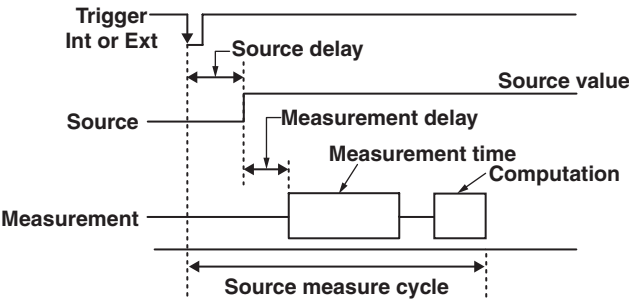 Trigger
Int or Ext
Source delay
Source value
Source
Measurement delay
Measurement time
Computation
Measurement
Source measure cycle